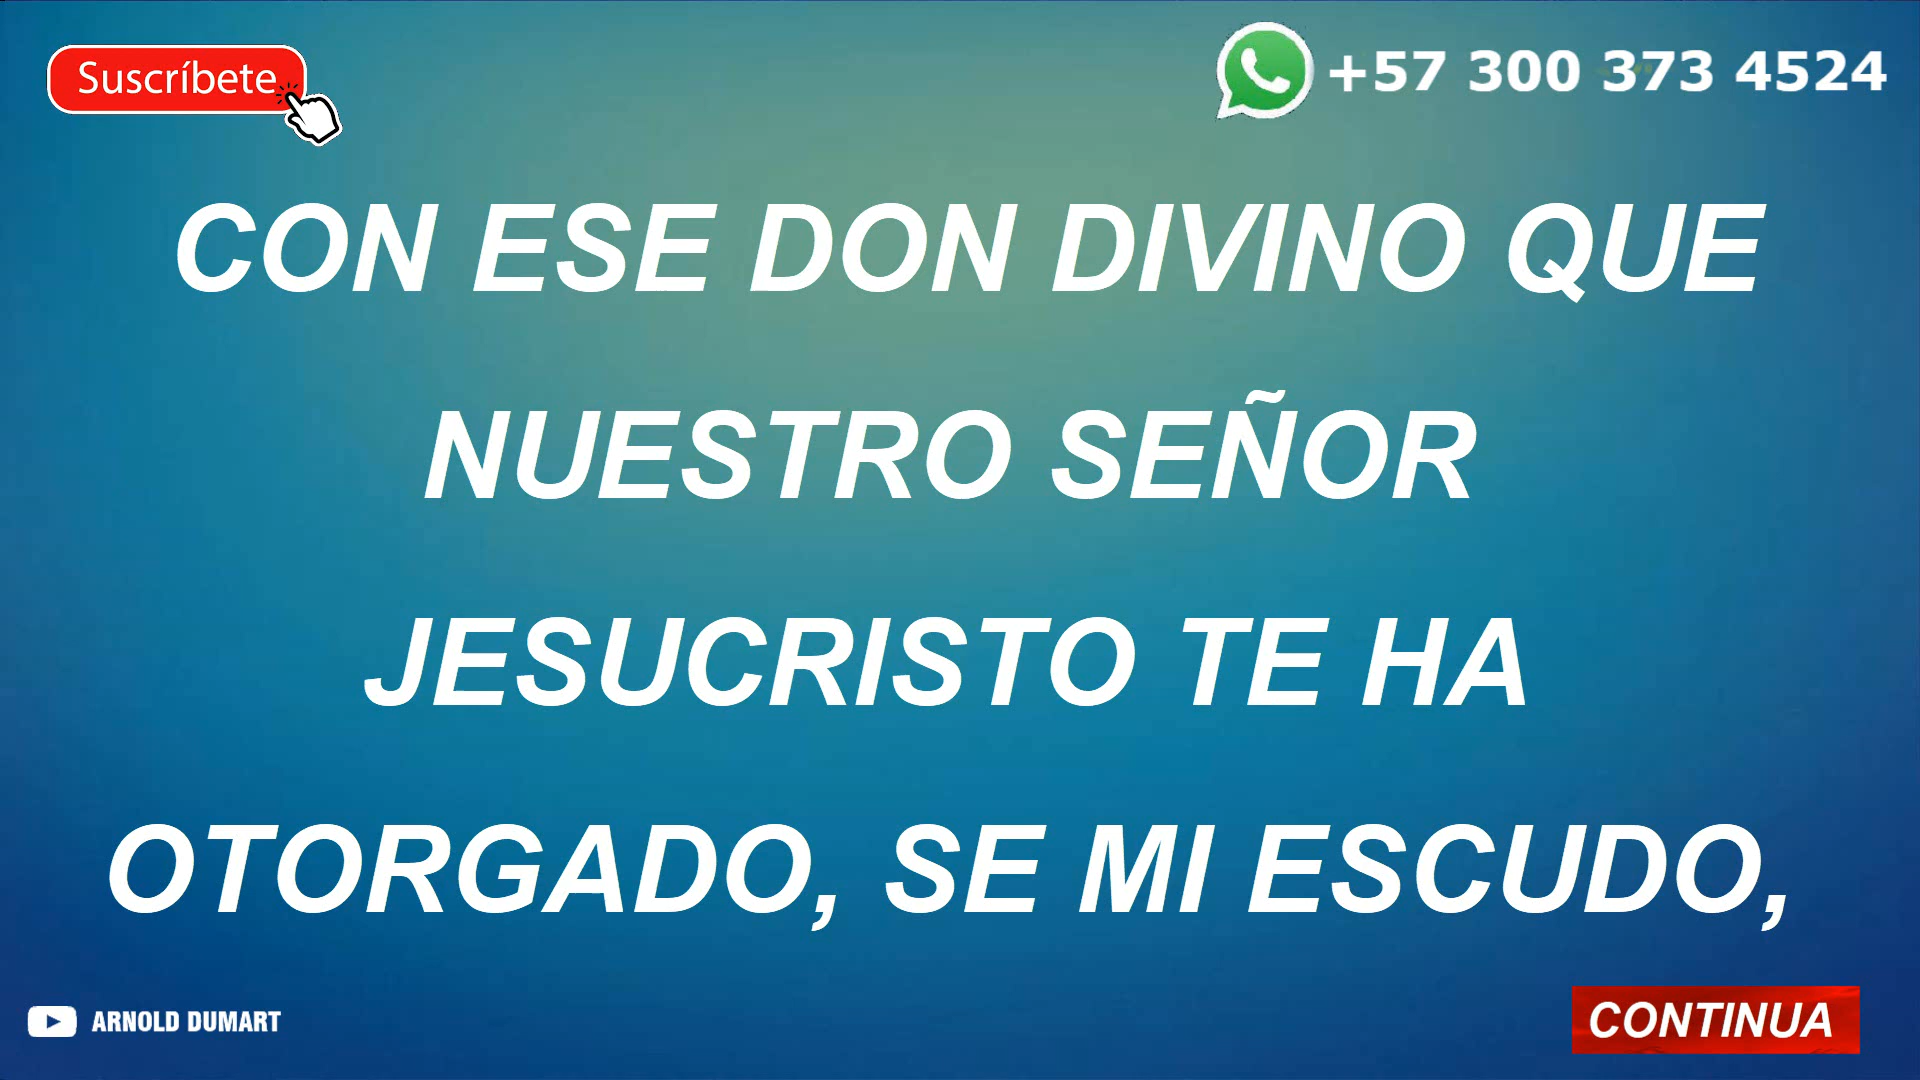 Suscríbete
+57 300 373 4524
CON ESE DON DIVINO QUE
NUESTRO SEÑOR
JESUCRISTO TE HA
OTORGADO, SE MI ESCUDO,
ARNOLD DUMART
CONTINUA